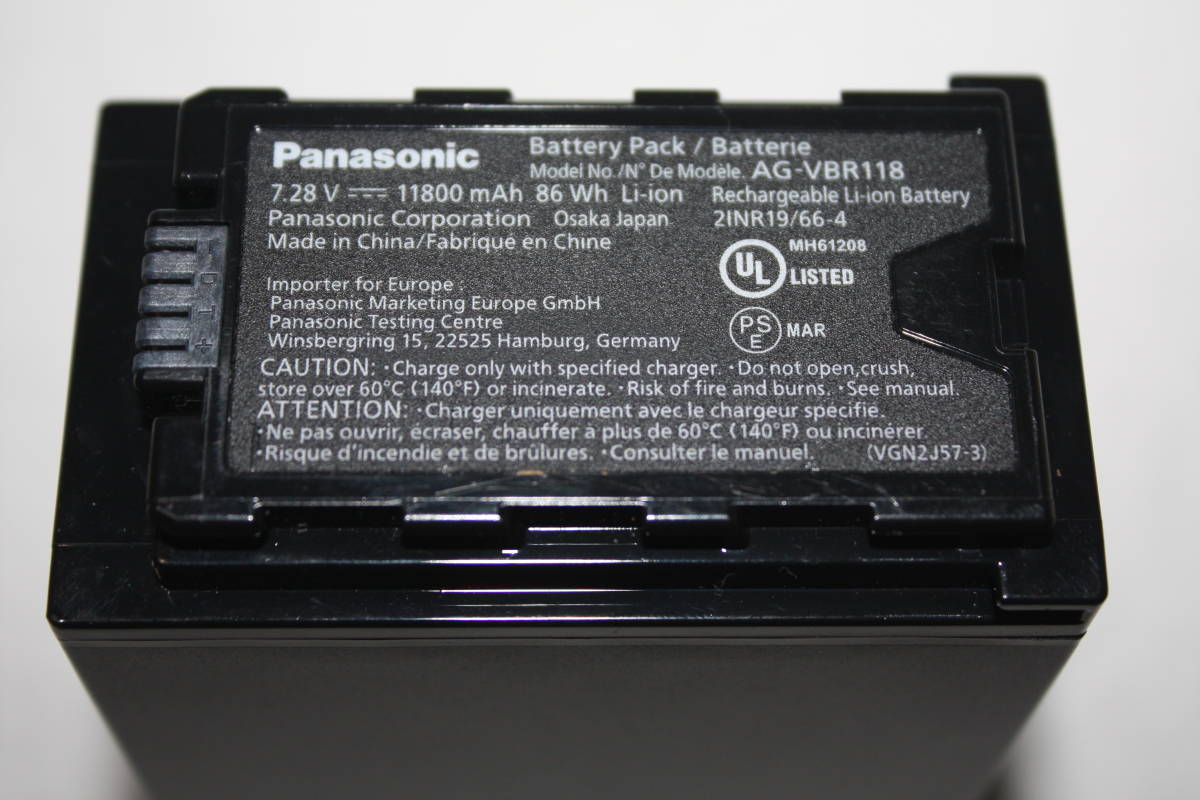 Panasonic
Battery Pack / Batterie
Model No./N° De Modèle. AG-VBR118
7.28 V ⎓ 11800 mAh 86 Wh Li-ion Rechargeable Li-ion Battery
Panasonic Corporation Osaka Japan 2INR19/66-4
Made in China/Fabriqué en Chine
MH61208
UL LISTED
Importer for Europe :
Panasonic Marketing Europe GmbH
Panasonic Testing Centre
Winsbergring 15, 22525 Hamburg, Germany
PS
E MAR
CAUTION: •Charge only with specified charger. •Do not open,crush,
store over 60°C (140°F) or incinerate. •Risk of fire and burns. •See manual.
ATTENTION: •Charger uniquement avec le chargeur spécifié.
•Ne pas ouvrir, écraser, chauffer à plus de 60°C (140°F) ou incinérer
•Risque d'incendie et de brûlures. •Consulter le manuel. (VGN2J57-3)
D
T
+